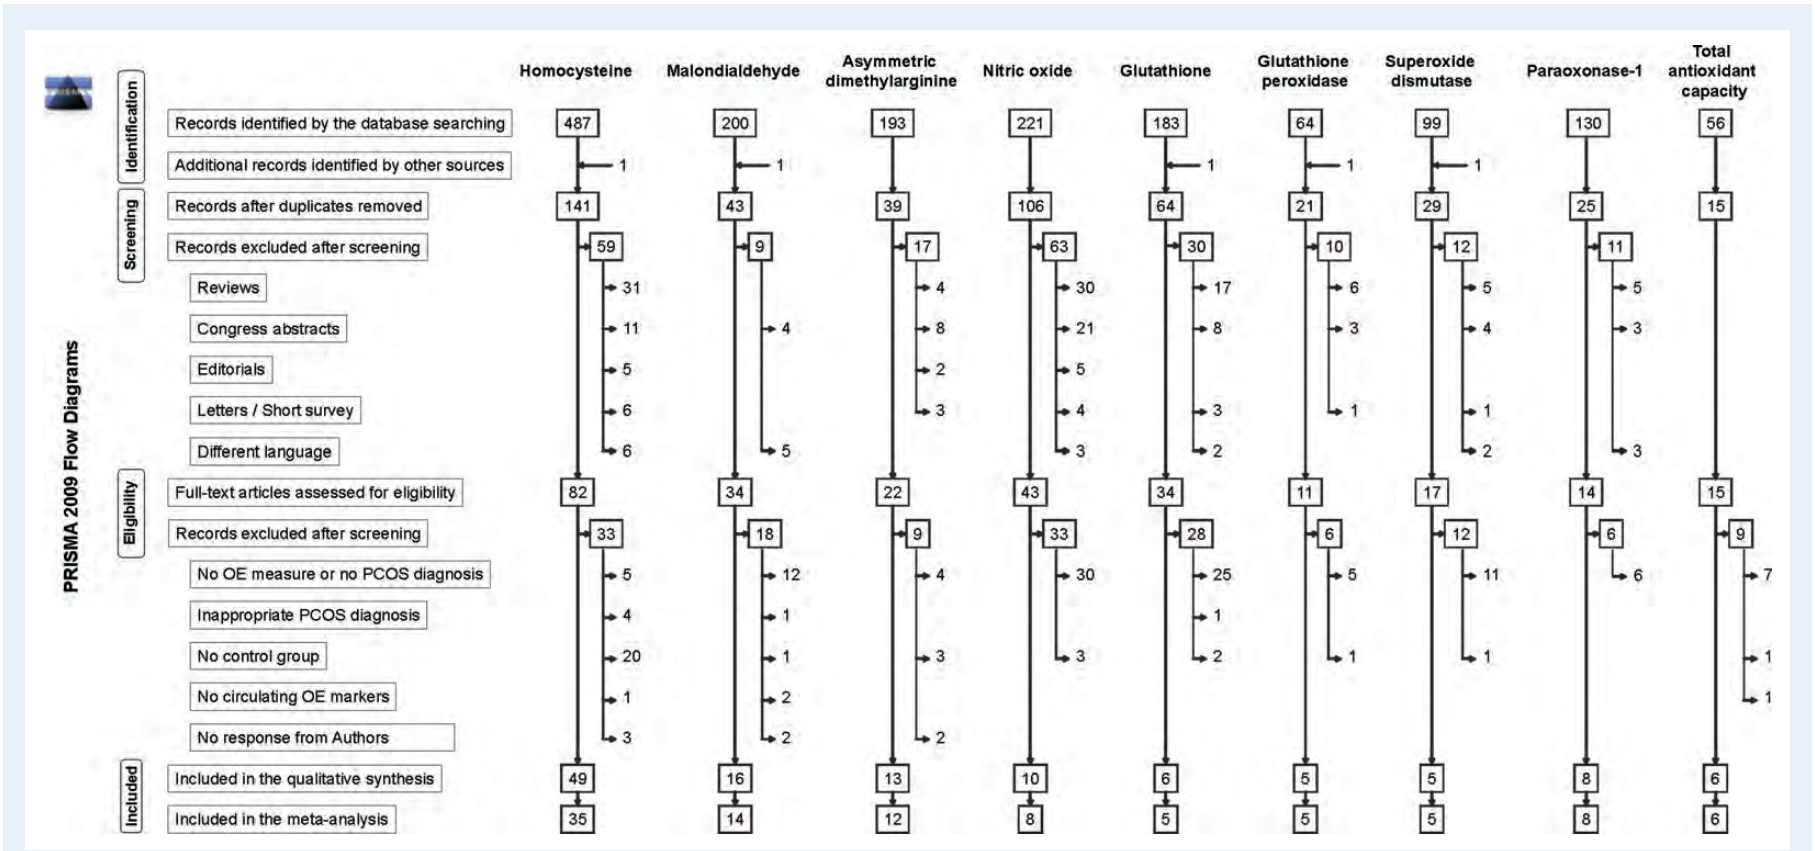 Homocysteine Malondialdehyde Asymmetric dimethylarginine Nitric oxide Glutathione Glutathione peroxidase Superoxide dismutase Paraoxonase-1 Total antioxidant capacity
PRISMA 2009 Flow Diagrams
Identification
Records identified by the database searching 487 200 193 221 183 64 99 130 56
Additional records identified by other sources 1 1 1 1 1
Screening
Records after duplicates removed 141 43 39 106 64 21 29 25 15
Records excluded after screening 59 9 17 63 30 10 12 11
Reviews 31 4 30 17 6 5 5
Congress abstracts 11 4 8 21 8 3 4 3
Editorials 5 2 5
Letters / Short survey 6 3 4 3 1 1
Different language 6 5 3 2 2 3
Eligibility
Full-text articles assessed for eligibility 82 34 22 43 34 11 17 14 15
Records excluded after screening 33 18 9 33 28 6 12 6 9
No OE measure or no PCOS diagnosis 5 12 4 30 25 5 11 6 7
Inappropriate PCOS diagnosis 4 1 1
No control group 20 1 3 3 2 1 1 1
No circulating OE markers 1 2 1
No response from Authors 3 2 2
Included
Included in the qualitative synthesis 49 16 13 10 6 5 5 8 6
Included in the meta-analysis 35 14 12 8 5 5 5 8 6